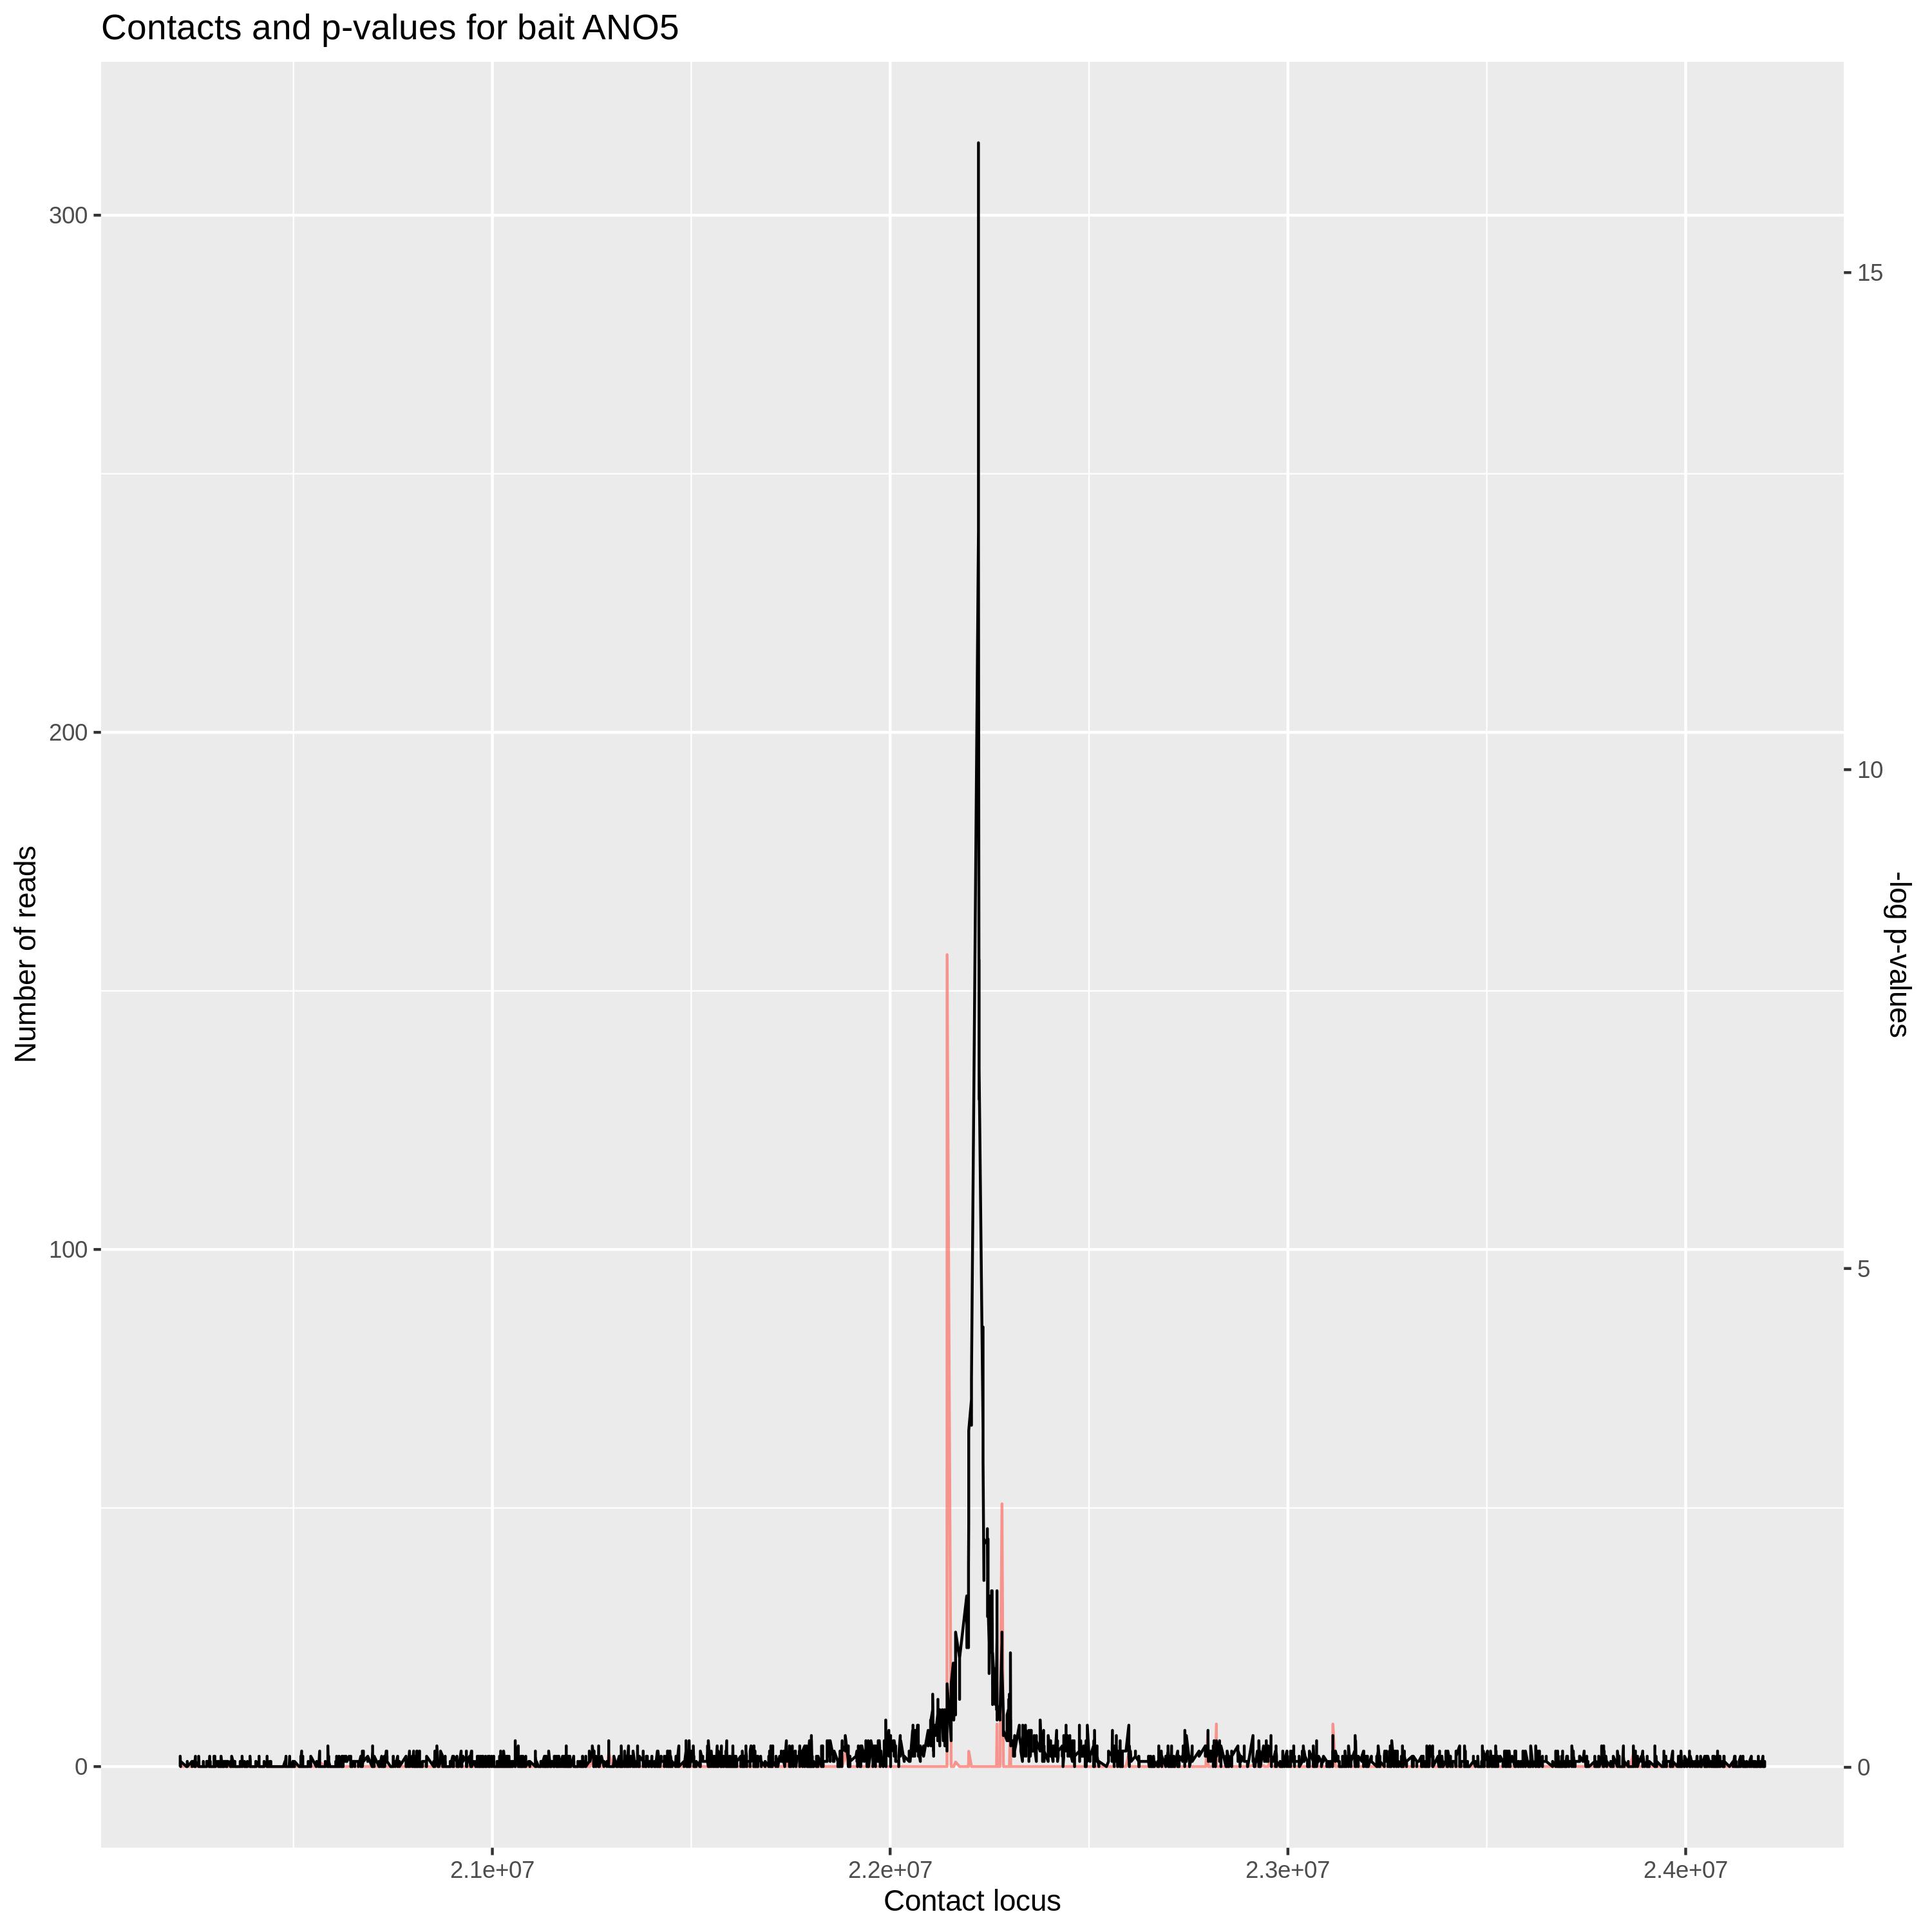 Contacts and p-values for bait ANO5
300
200
100
0
Number of reads
15
10
5
0
-log p-values
2.1e+07 2.2e+07 2.3e+07 2.4e+07
Contact locus